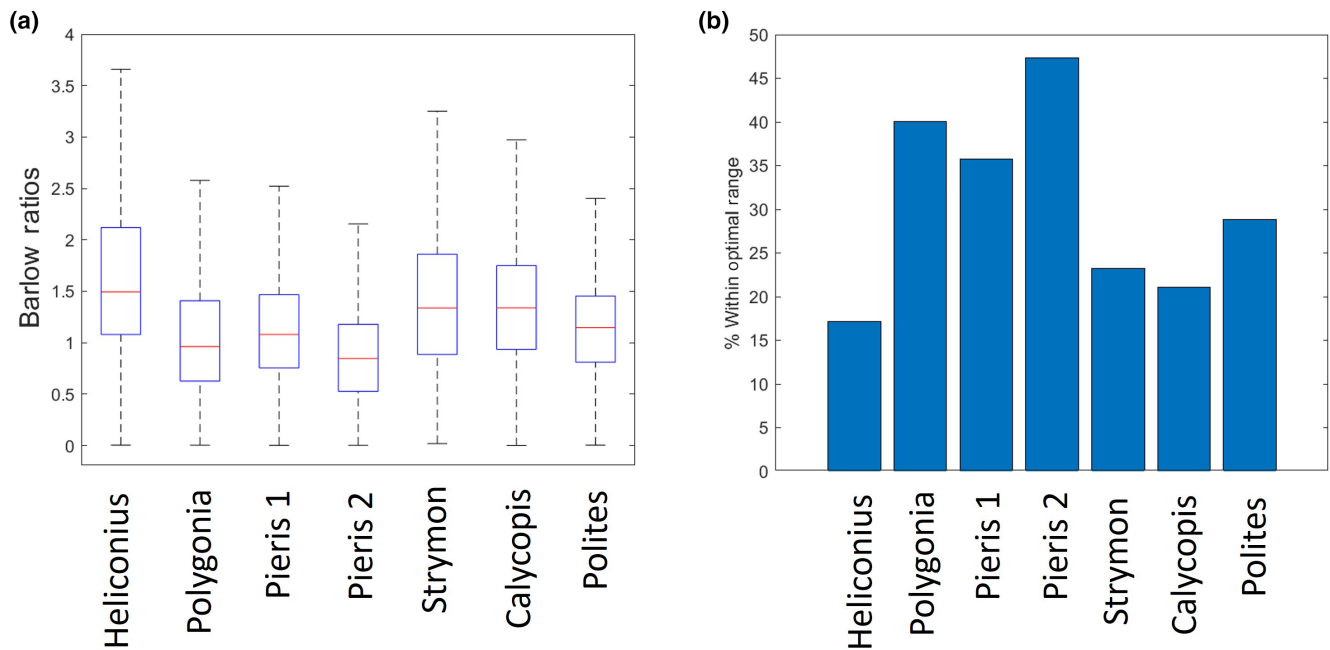 (a)
4
3.5
3
2.5
2
1.5
1
0.5
0
Barlow ratios
Heliconius
Polygonia
Pieris 1
Pieris 2
Strymon
Calycopis
Polites
(b)
50
45
40
35
30
25
20
15
10
5
0
% Within optimal range
Heliconius
Polygonia
Pieris 1
Pieris 2
Strymon
Calycopis
Polites